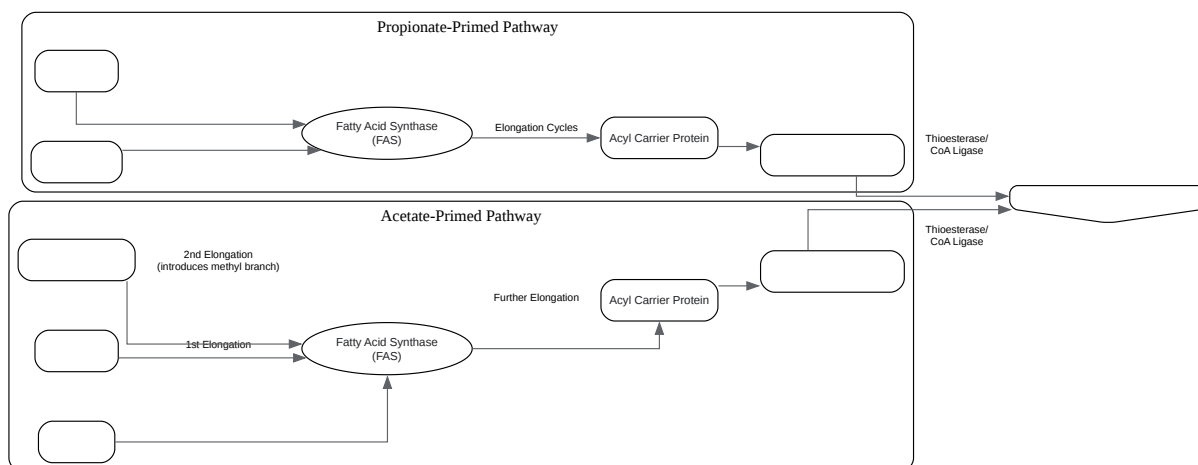 Propionate-Primed Pathway
Fatty Acid Synthase
(FAS)
Elongation Cycles
Acyl Carrier Protein
Thioesterase/
CoA Ligase
Acetate-Primed Pathway
2nd Elongation
(introduces methyl branch)
1st Elongation
Fatty Acid Synthase
(FAS)
Further Elongation
Acyl Carrier Protein
Thioesterase/
CoA Ligase